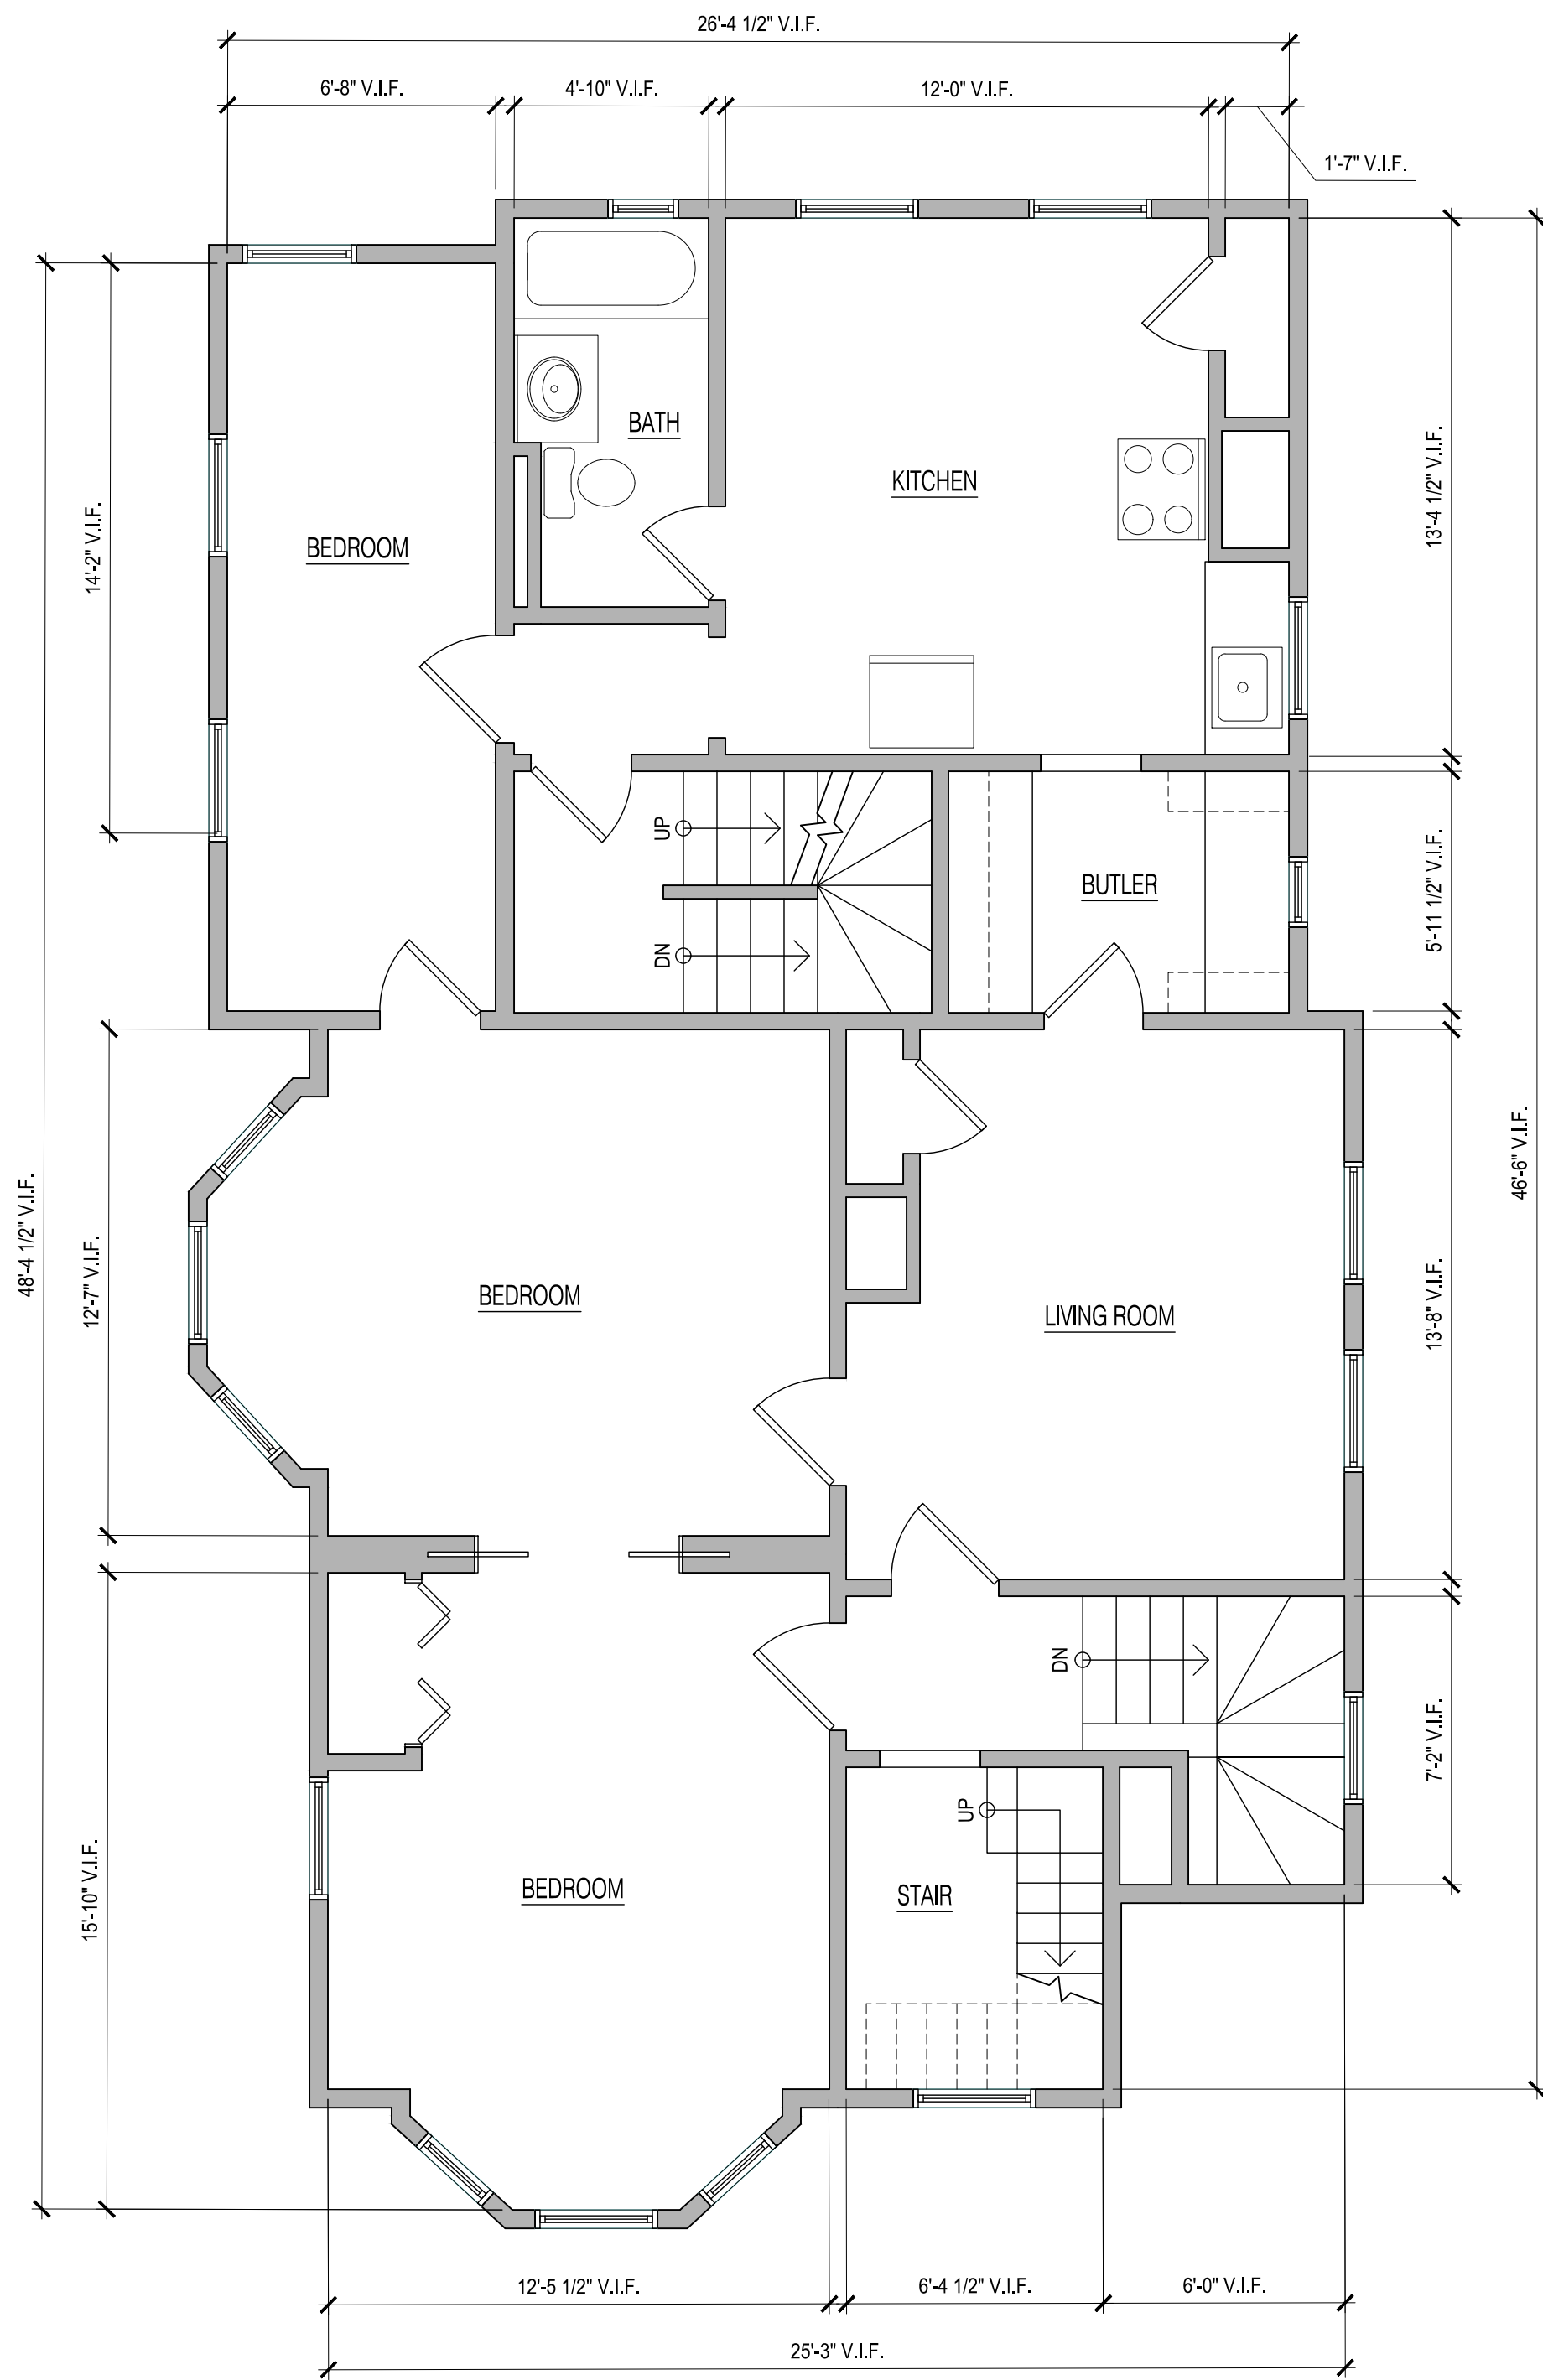 26'-4 1/2" V.I.F.
6'-8" V.I.F.
4'-10" V.I.F.
12'-0" V.I.F.
1'-7" V.I.F.
BATH
KITCHEN
BEDROOM
14'-2" V.I.F.
13'-4 1/2" V.I.F.
UP
DN
BUTLER
5'-11 1/2" V.I.F.
48'-4 1/2" V.I.F.
46'-6" V.I.F.
12'-7" V.I.F.
BEDROOM
LIVING ROOM
13'-8" V.I.F.
DN
7'-2" V.I.F.
UP
STAIR
BEDROOM
15'-10" V.I.F.
12'-5 1/2" V.I.F.
6'-4 1/2" V.I.F.
6'-0" V.I.F.
25'-3" V.I.F.